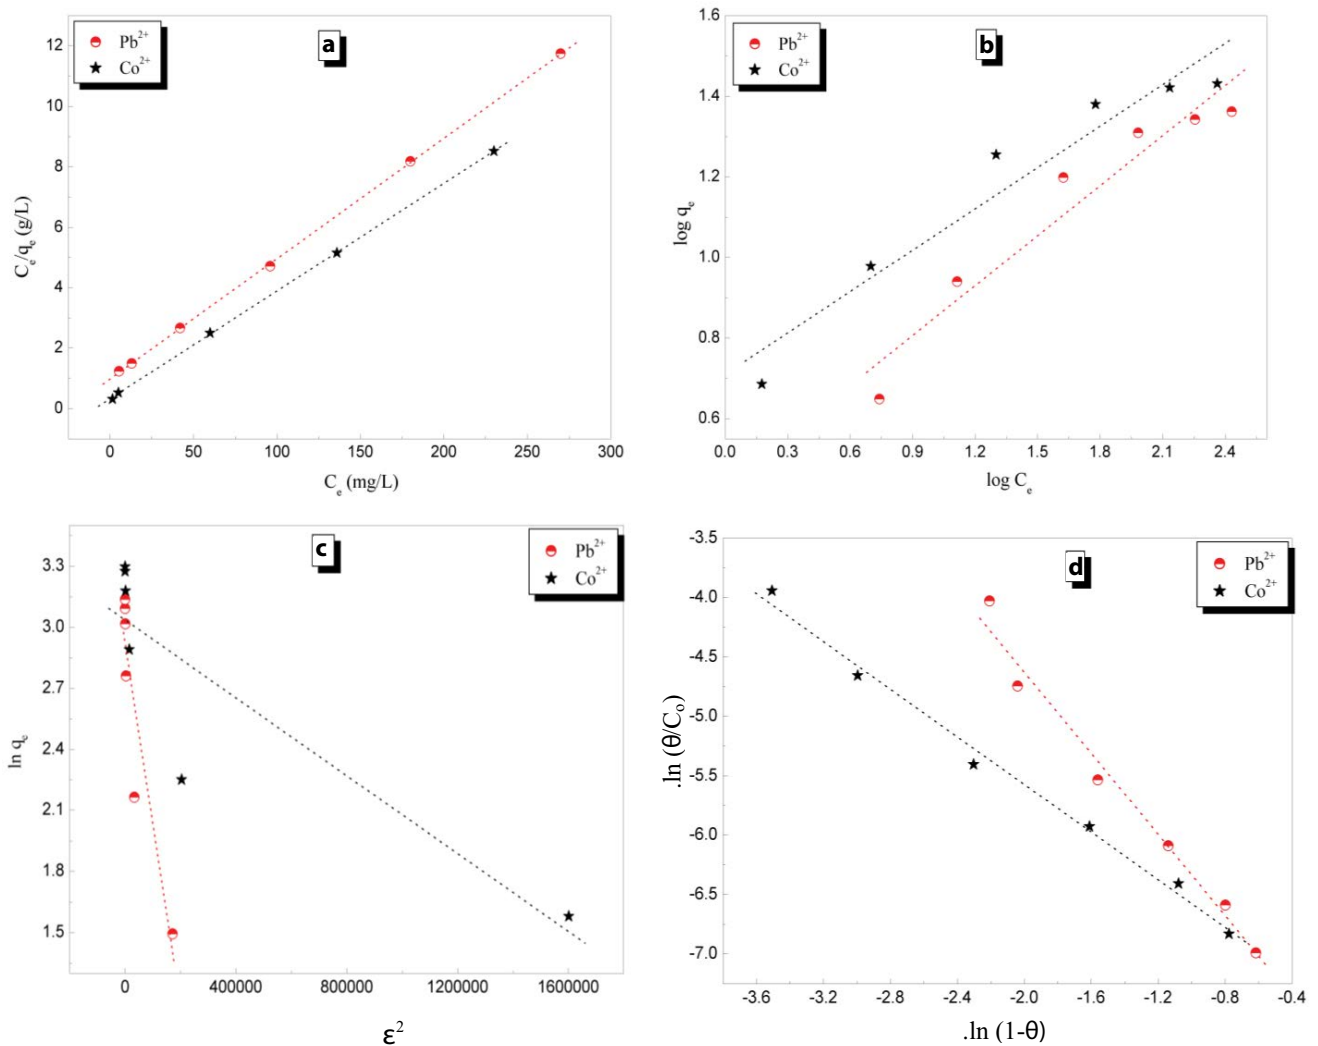 a
Pb²⁺
Co²⁺
12
10
8
6
4
2
0
Cₑ/qₑ (g/L)
0 50 100 150 200 250 300
Cₑ (mg/L)
b
Pb²⁺
Co²⁺
1.6
1.4
1.2
1.0
0.8
0.6
log qₑ
0.0 0.3 0.6 0.9 1.2 1.5 1.8 2.1 2.4
log Cₑ
c
Pb²⁺
Co²⁺
3.3
3.0
2.7
2.4
2.1
1.8
1.5
ln qₑ
0 400000 800000 1200000 1600000
ε²
d
Pb²⁺
Co²⁺
-3.5
-4.0
-4.5
-5.0
-5.5
-6.0
-6.5
-7.0
.ln (θ/Cₒ)
-3.6 -3.2 -2.8 -2.4 -2.0 -1.6 -1.2 -0.8 -0.4
.ln (1-θ)